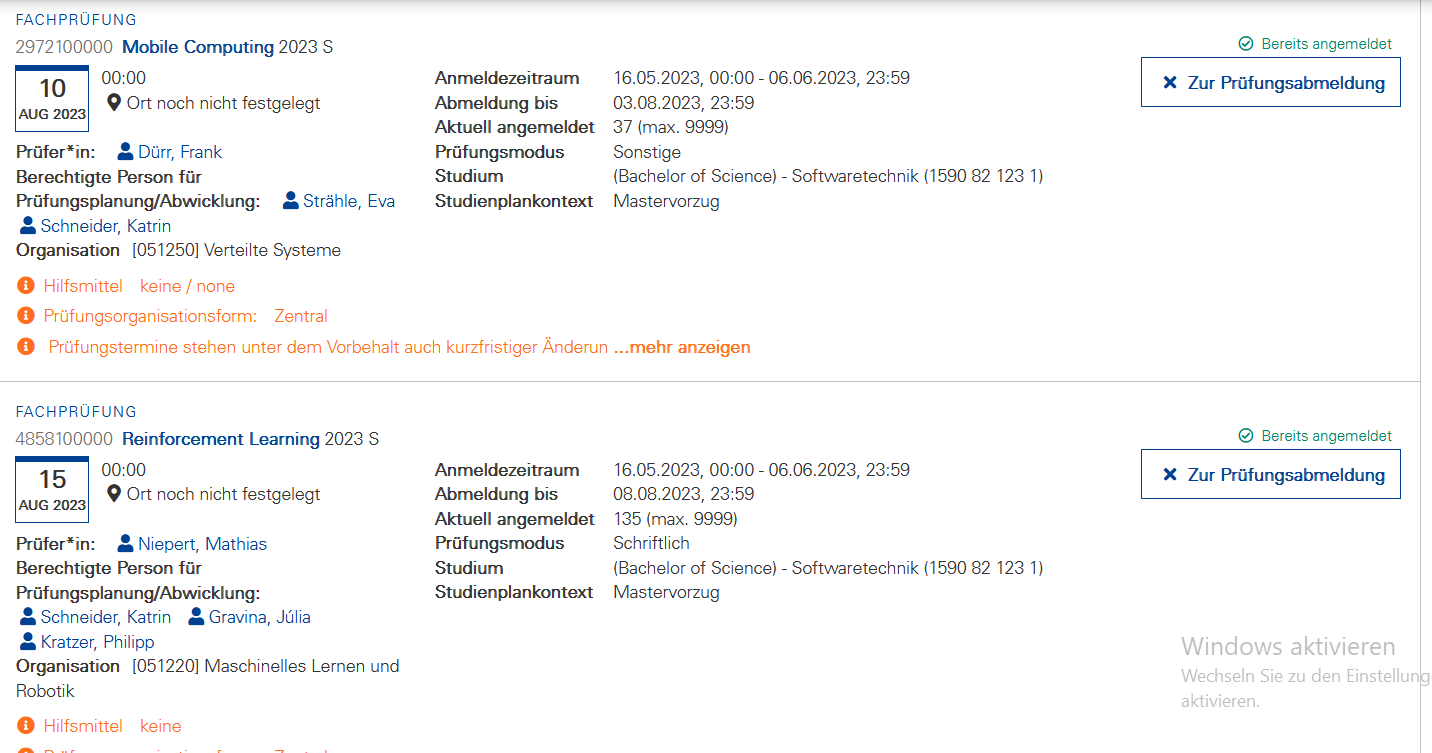 FACHPRÜFUNG
2972100000 Mobile Computing 2023 S
Bereits angemeldet
Zur Prüfungsabmeldung
10
AUG 2023
00:00
Ort noch nicht festgelegt
Prüfer*in: Dürr, Frank
Berechtigte Person für
Prüfungsplanung/Abwicklung: Strähle, Eva
Schneider, Katrin
Organisation [051250] Verteilte Systeme
Anmeldezeitraum 16.05.2023, 00:00 - 06.06.2023, 23:59
Abmeldung bis 03.08.2023, 23:59
Aktuell angemeldet 37 (max. 9999)
Prüfungsmodus Sonstige
Studium (Bachelor of Science) - Softwaretechnik (1590 82 123 1)
Studienplankontext Mastervorzug
Hilfsmittel keine / none
Prüfungsorganisationsform: Zentral
Prüfungstermine stehen unter dem Vorbehalt auch kurzfristiger Änderun ...mehr anzeigen
FACHPRÜFUNG
4858100000 Reinforcement Learning 2023 S
Bereits angemeldet
Zur Prüfungsabmeldung
15
AUG 2023
00:00
Ort noch nicht festgelegt
Prüfer*in: Niepert, Mathias
Berechtigte Person für
Prüfungsplanung/Abwicklung:
Schneider, Katrin Gravina, Júlia
Kratzer, Philipp
Organisation [051220] Maschinelles Lernen und
Robotik
Anmeldezeitraum 16.05.2023, 00:00 - 06.06.2023, 23:59
Abmeldung bis 08.08.2023, 23:59
Aktuell angemeldet 135 (max. 9999)
Prüfungsmodus Schriftlich
Studium (Bachelor of Science) - Softwaretechnik (1590 82 123 1)
Studienplankontext Mastervorzug
Hilfsmittel keine
Windows aktivieren
Wechseln Sie zu den Einstellung
aktivieren.